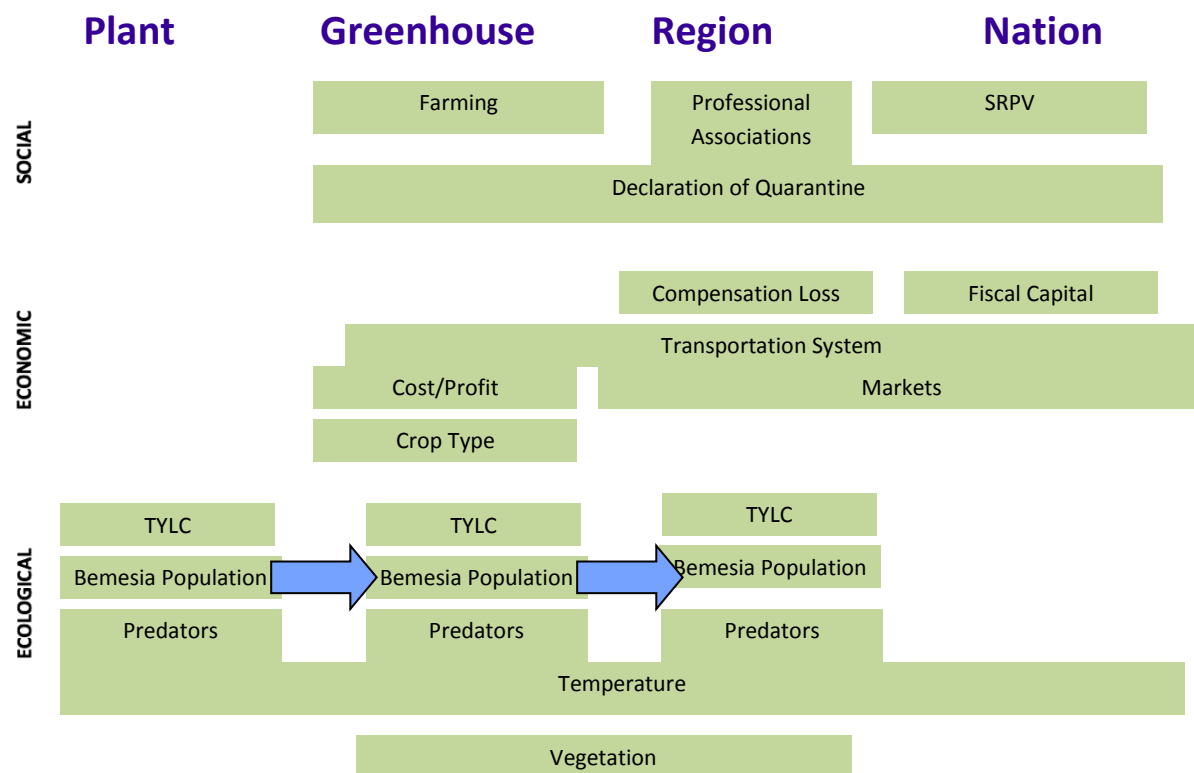 Plant Greenhouse Region Nation
SOCIAL
Farming
Professional
Associations
SRPV
Declaration of Quarantine
ECONOMIC
Compensation Loss
Fiscal Capital
Transportation System
Cost/Profit
Markets
Crop Type
ECOLOGICAL
TYLC
TYLC
TYLC
Bemesia Population
Bemesia Population
Bemesia Population
Predators
Predators
Predators
Temperature
Vegetation